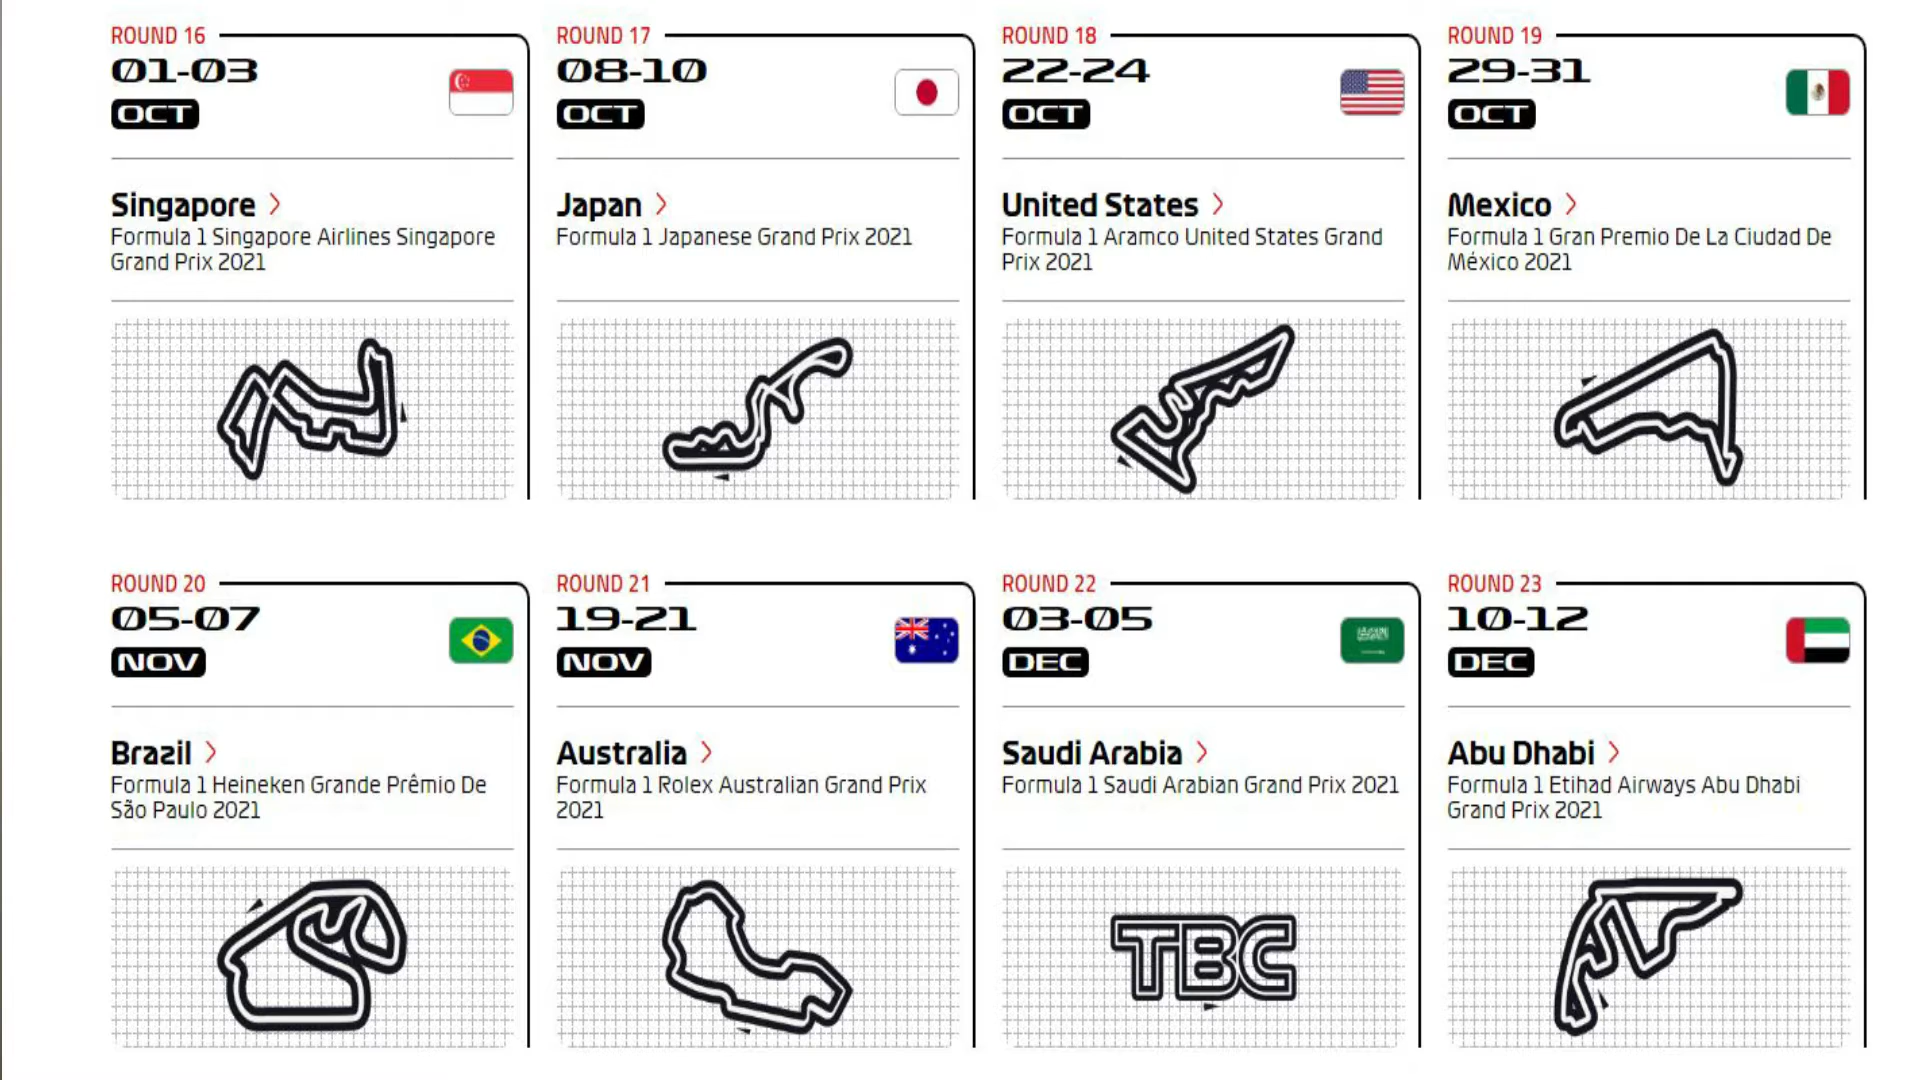 ROUND 16
01-03
OCT
Singapore
Formula 1 Singapore Airlines Singapore
Grand Prix 2021
ROUND 17
08-10
OCT
Japan
Formula 1 Japanese Grand Prix 2021
ROUND 18
22-24
OCT
United States
Formula 1 Aramco United States Grand
Prix 2021
ROUND 19
29-31
OCT
Mexico
Formula 1 Gran Premio De La Ciudad De
México 2021
ROUND 20
05-07
NOV
Brazil
Formula 1 Heineken Grande Prêmio De
São Paulo 2021
ROUND 21
19-21
NOV
Australia
Formula 1 Rolex Australian Grand Prix
2021
ROUND 22
03-05
DEC
Saudi Arabia
Formula 1 Saudi Arabian Grand Prix 2021
TBC
ROUND 23
10-12
DEC
Abu Dhabi
Formula 1 Etihad Airways Abu Dhabi
Grand Prix 2021